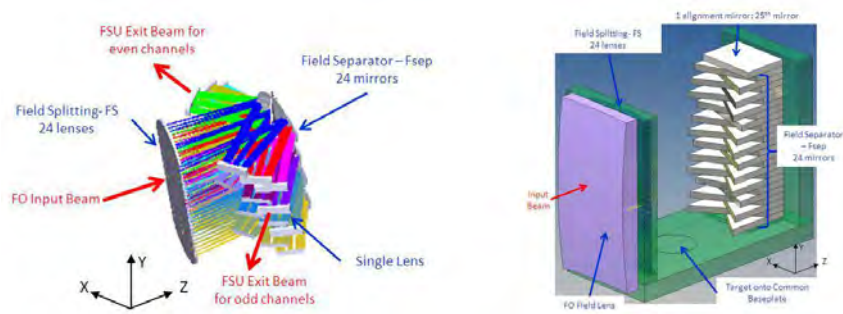 FSU Exit Beam for
even channels
Field Separator – Fsep
24 mirrors
Field Splitting- FS
24 lenses
FO Input Beam
Single Lens
FSU Exit Beam
for odd channels
Y
X
Z
1 alignment mirror: 25th mirror
Field Splitting - FS
24 lenses
Field Separator
– Fsep
24 mirrors
Input
Beam
FO Field Lens
Target onto Common
Baseplate
Y
X
Z